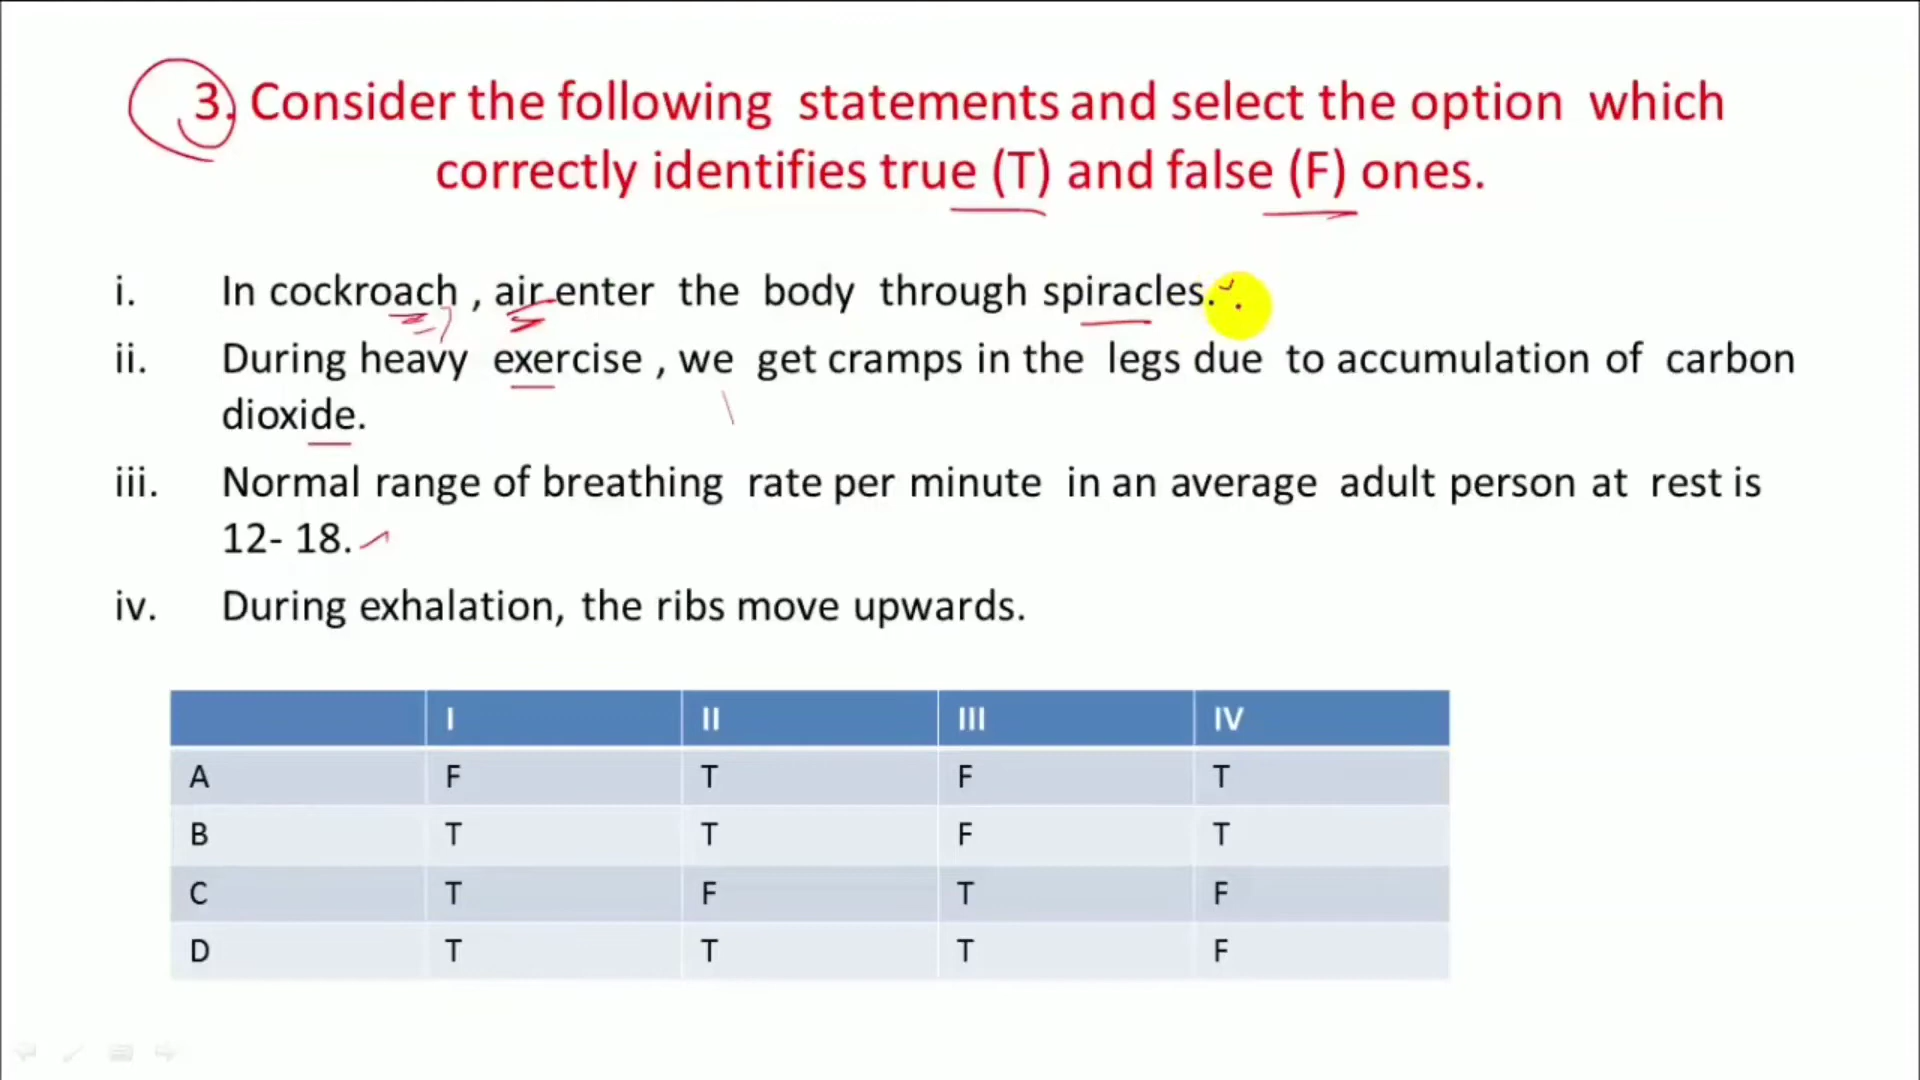 3. Consider the following statements and select the option which
correctly identifies true (T) and false (F) ones.
i. In cockroach , air enter the body through spiracles.
ii. During heavy exercise , we get cramps in the legs due to accumulation of carbon
dioxide.
iii. Normal range of breathing rate per minute in an average adult person at rest is
12- 18.
iv. During exhalation, the ribs move upwards.
I II III IV
A F T F T
B T T F T
C T F T F
D T T T F